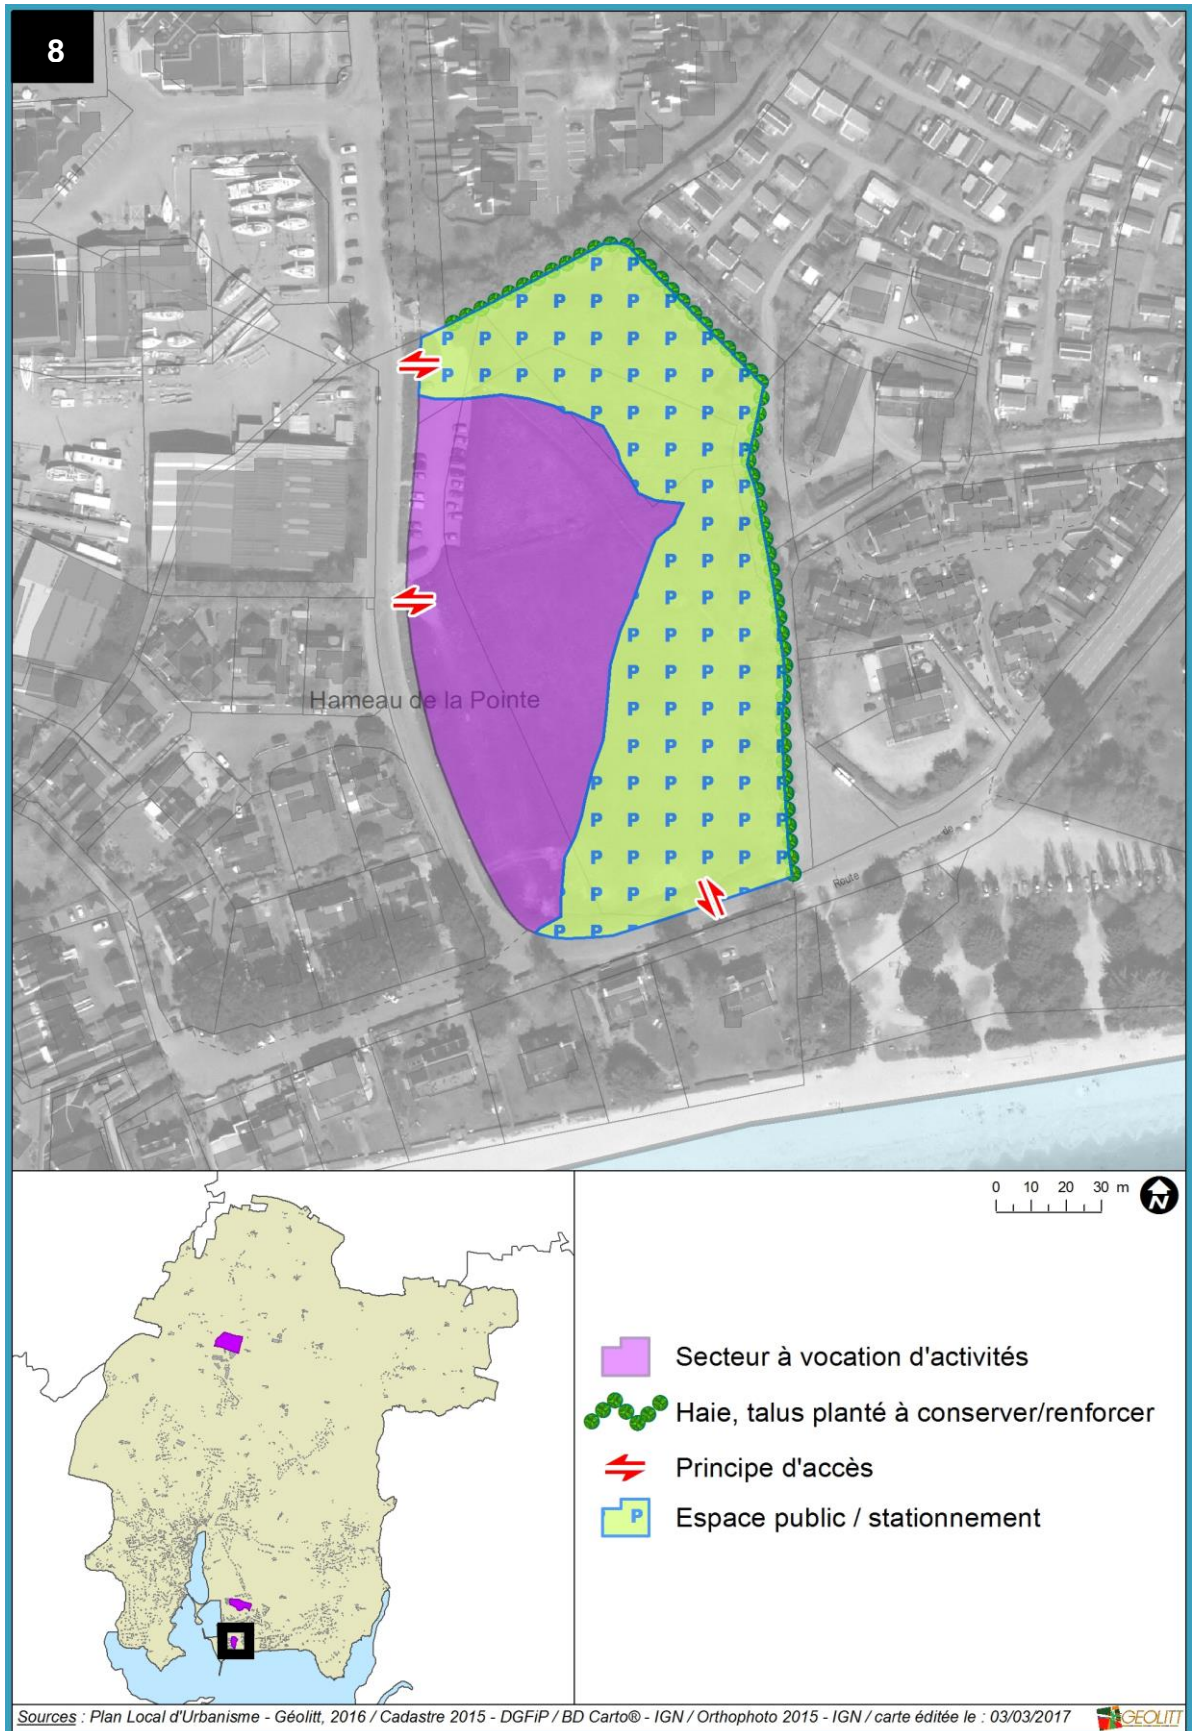 8
P
Hameau de la Pointe
Route de
0 10 20 30 m
N
Secteur à vocation d'activités
Haie, talus planté à conserver/renforcer
Principe d'accès
P
Espace public / stationnement
Sources : Plan Local d'Urbanisme - Géolitt, 2016 / Cadastre 2015 - DGFiP / BD Carto® - IGN / Orthophoto 2015 - IGN / carte éditée le : 03/03/2017
GEOLITT